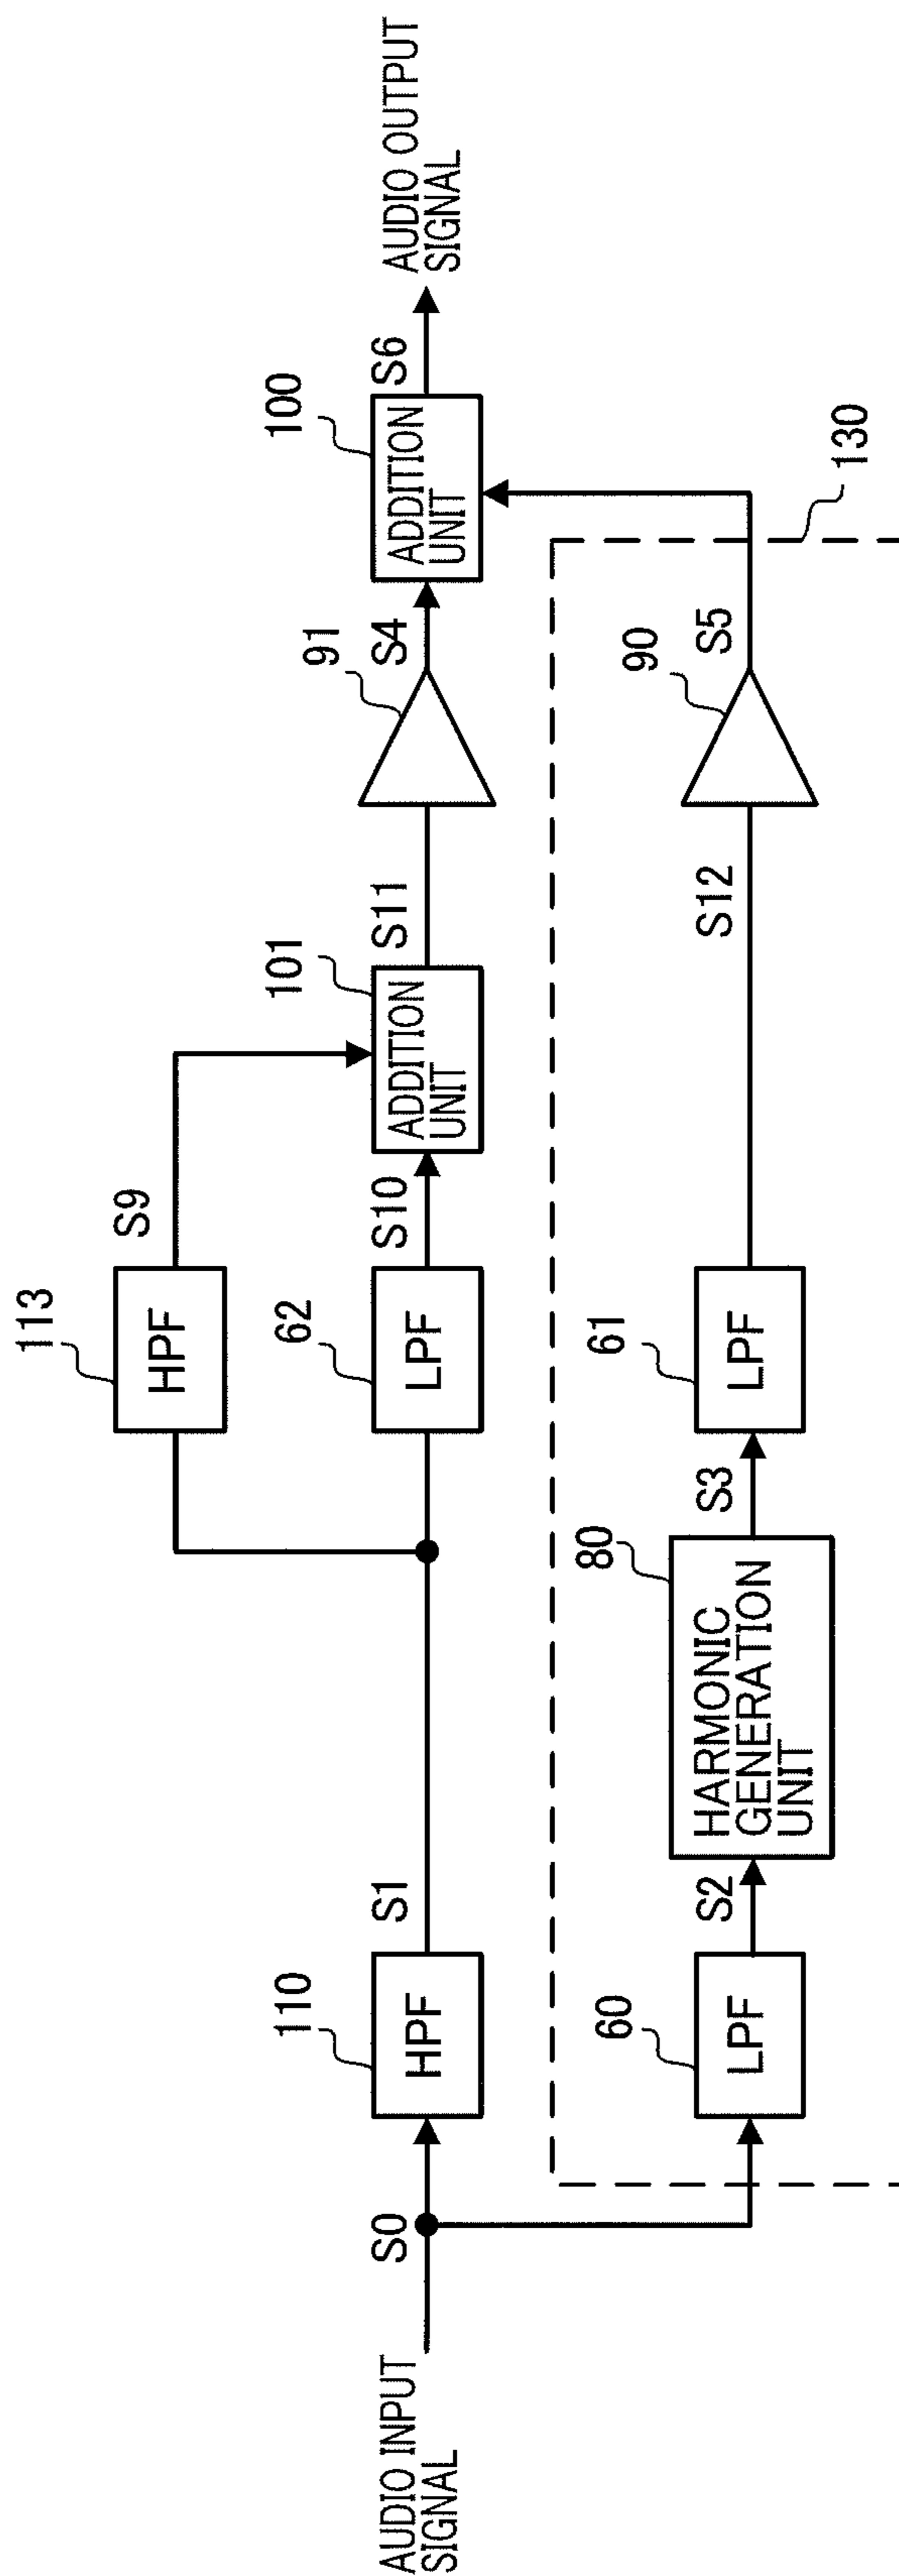 AUDIO INPUT
SIGNAL
S0
110
HPF
S1
113
HPF
S9
62
LPF
S10
101
ADDITION
UNIT
S11
91
S4
100
ADDITION
UNIT
S6
AUDIO OUTPUT
SIGNAL
60
LPF
S2
80
HARMONIC
GENERATION
UNIT
S3
61
LPF
S12
90
S5
130